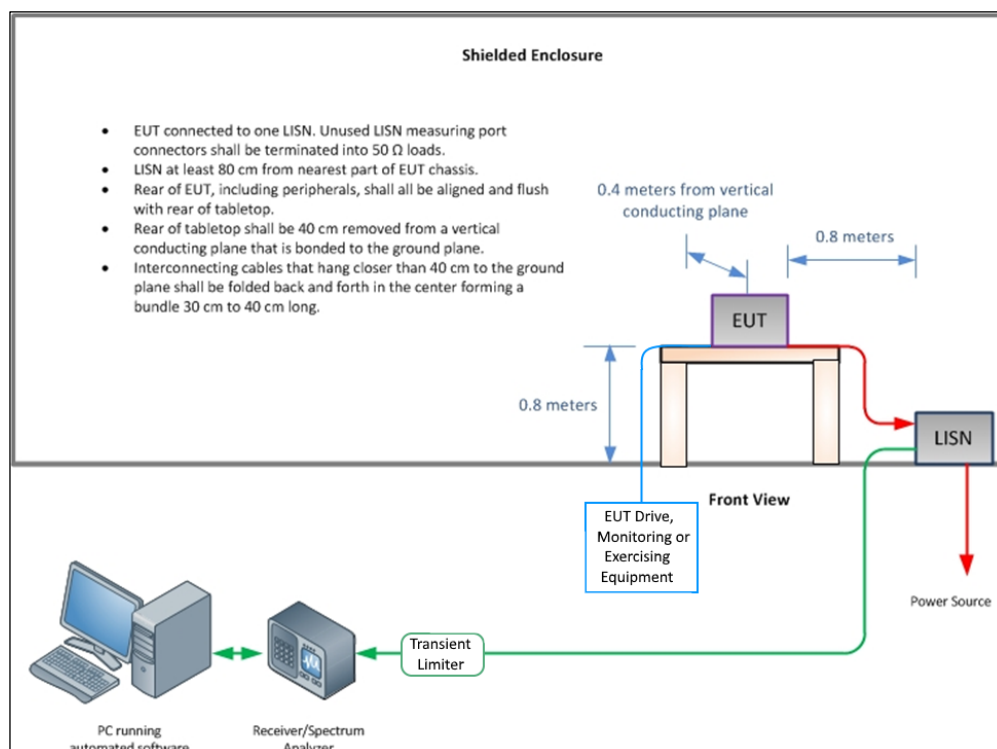 Shielded Enclosure
• EUT connected to one LISN. Unused LISN measuring port
connectors shall be terminated into 50 Ω loads.
• LISN at least 80 cm from nearest part of EUT chassis.
• Rear of EUT, including peripherals, shall all be aligned and flush
with rear of tabletop.
• Rear of tabletop shall be 40 cm removed from a vertical
conducting plane that is bonded to the ground plane.
• Interconnecting cables that hang closer than 40 cm to the ground
plane shall be folded back and forth in the center forming a
bundle 30 cm to 40 cm long.
0.4 meters from vertical
conducting plane
0.8 meters
EUT
0.8 meters
LISN
Front View
EUT Drive,
Monitoring or
Exercising
Equipment
Power Source
Transient
Limiter
PC running
automated software
Receiver/Spectrum
Analyzer